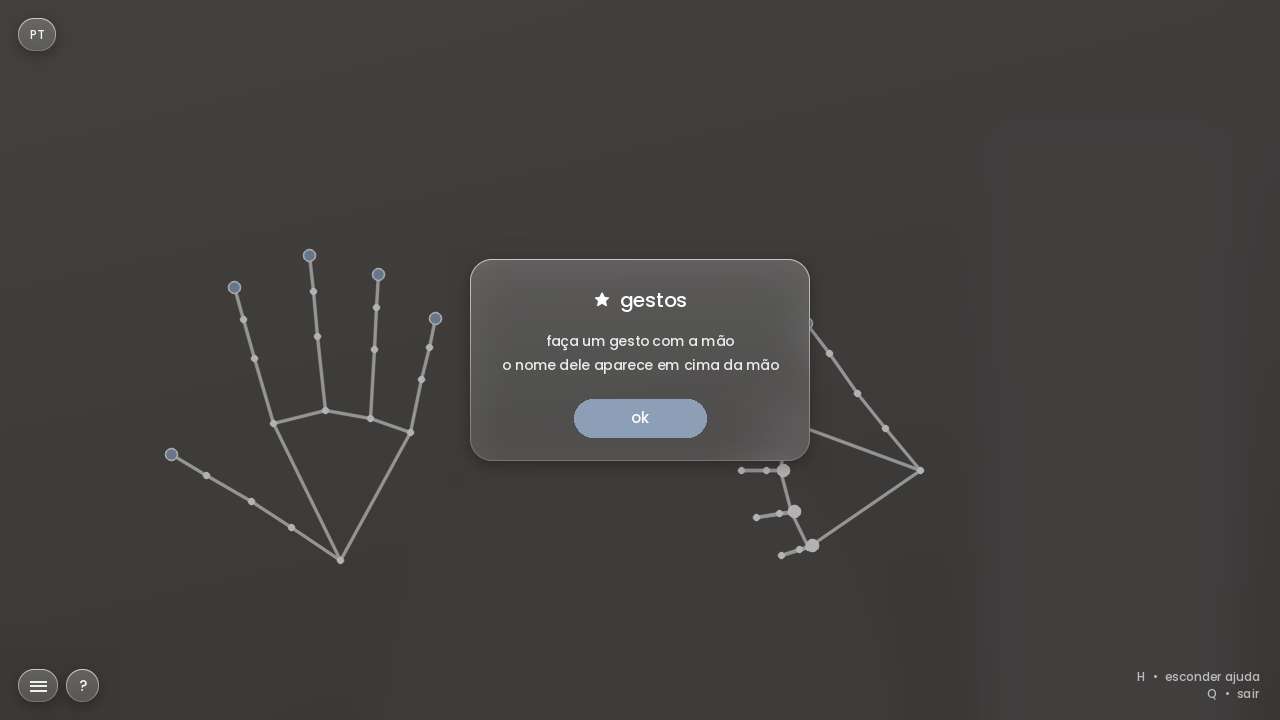 PT
gestos
faça um gesto com a mão
o nome dele aparece em cima da mão
ok
?
H • esconder ajuda
Q • sair